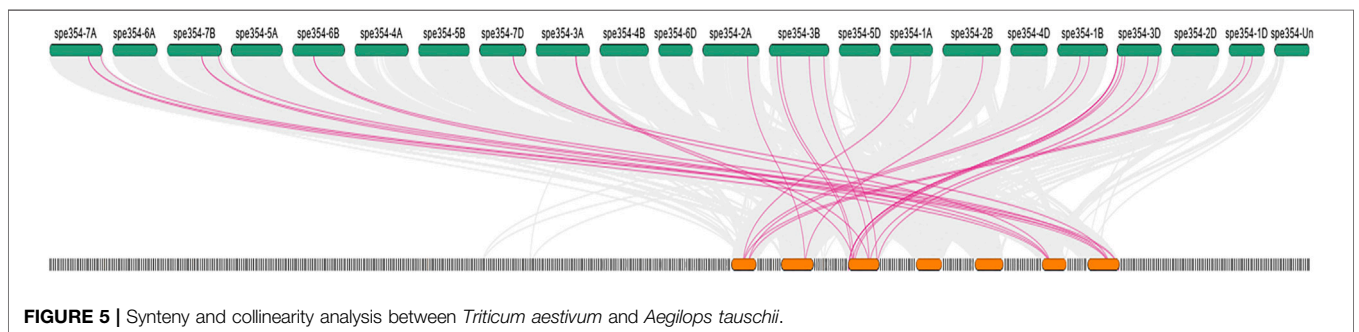 spe354-7A spe354-6A spe354-7B spe354-5A spe354-6B spe354-4A spe354-5B spe354-7D spe354-3A spe354-4B spe354-6D spe354-2A spe354-3B spe354-5D spe354-1A spe354-2B spe354-4D spe354-1B spe354-3D spe354-2D spe354-1D spe354-Un
FIGURE 5 | Synteny and collinearity analysis between Triticum aestivum and Aegilops tauschii.